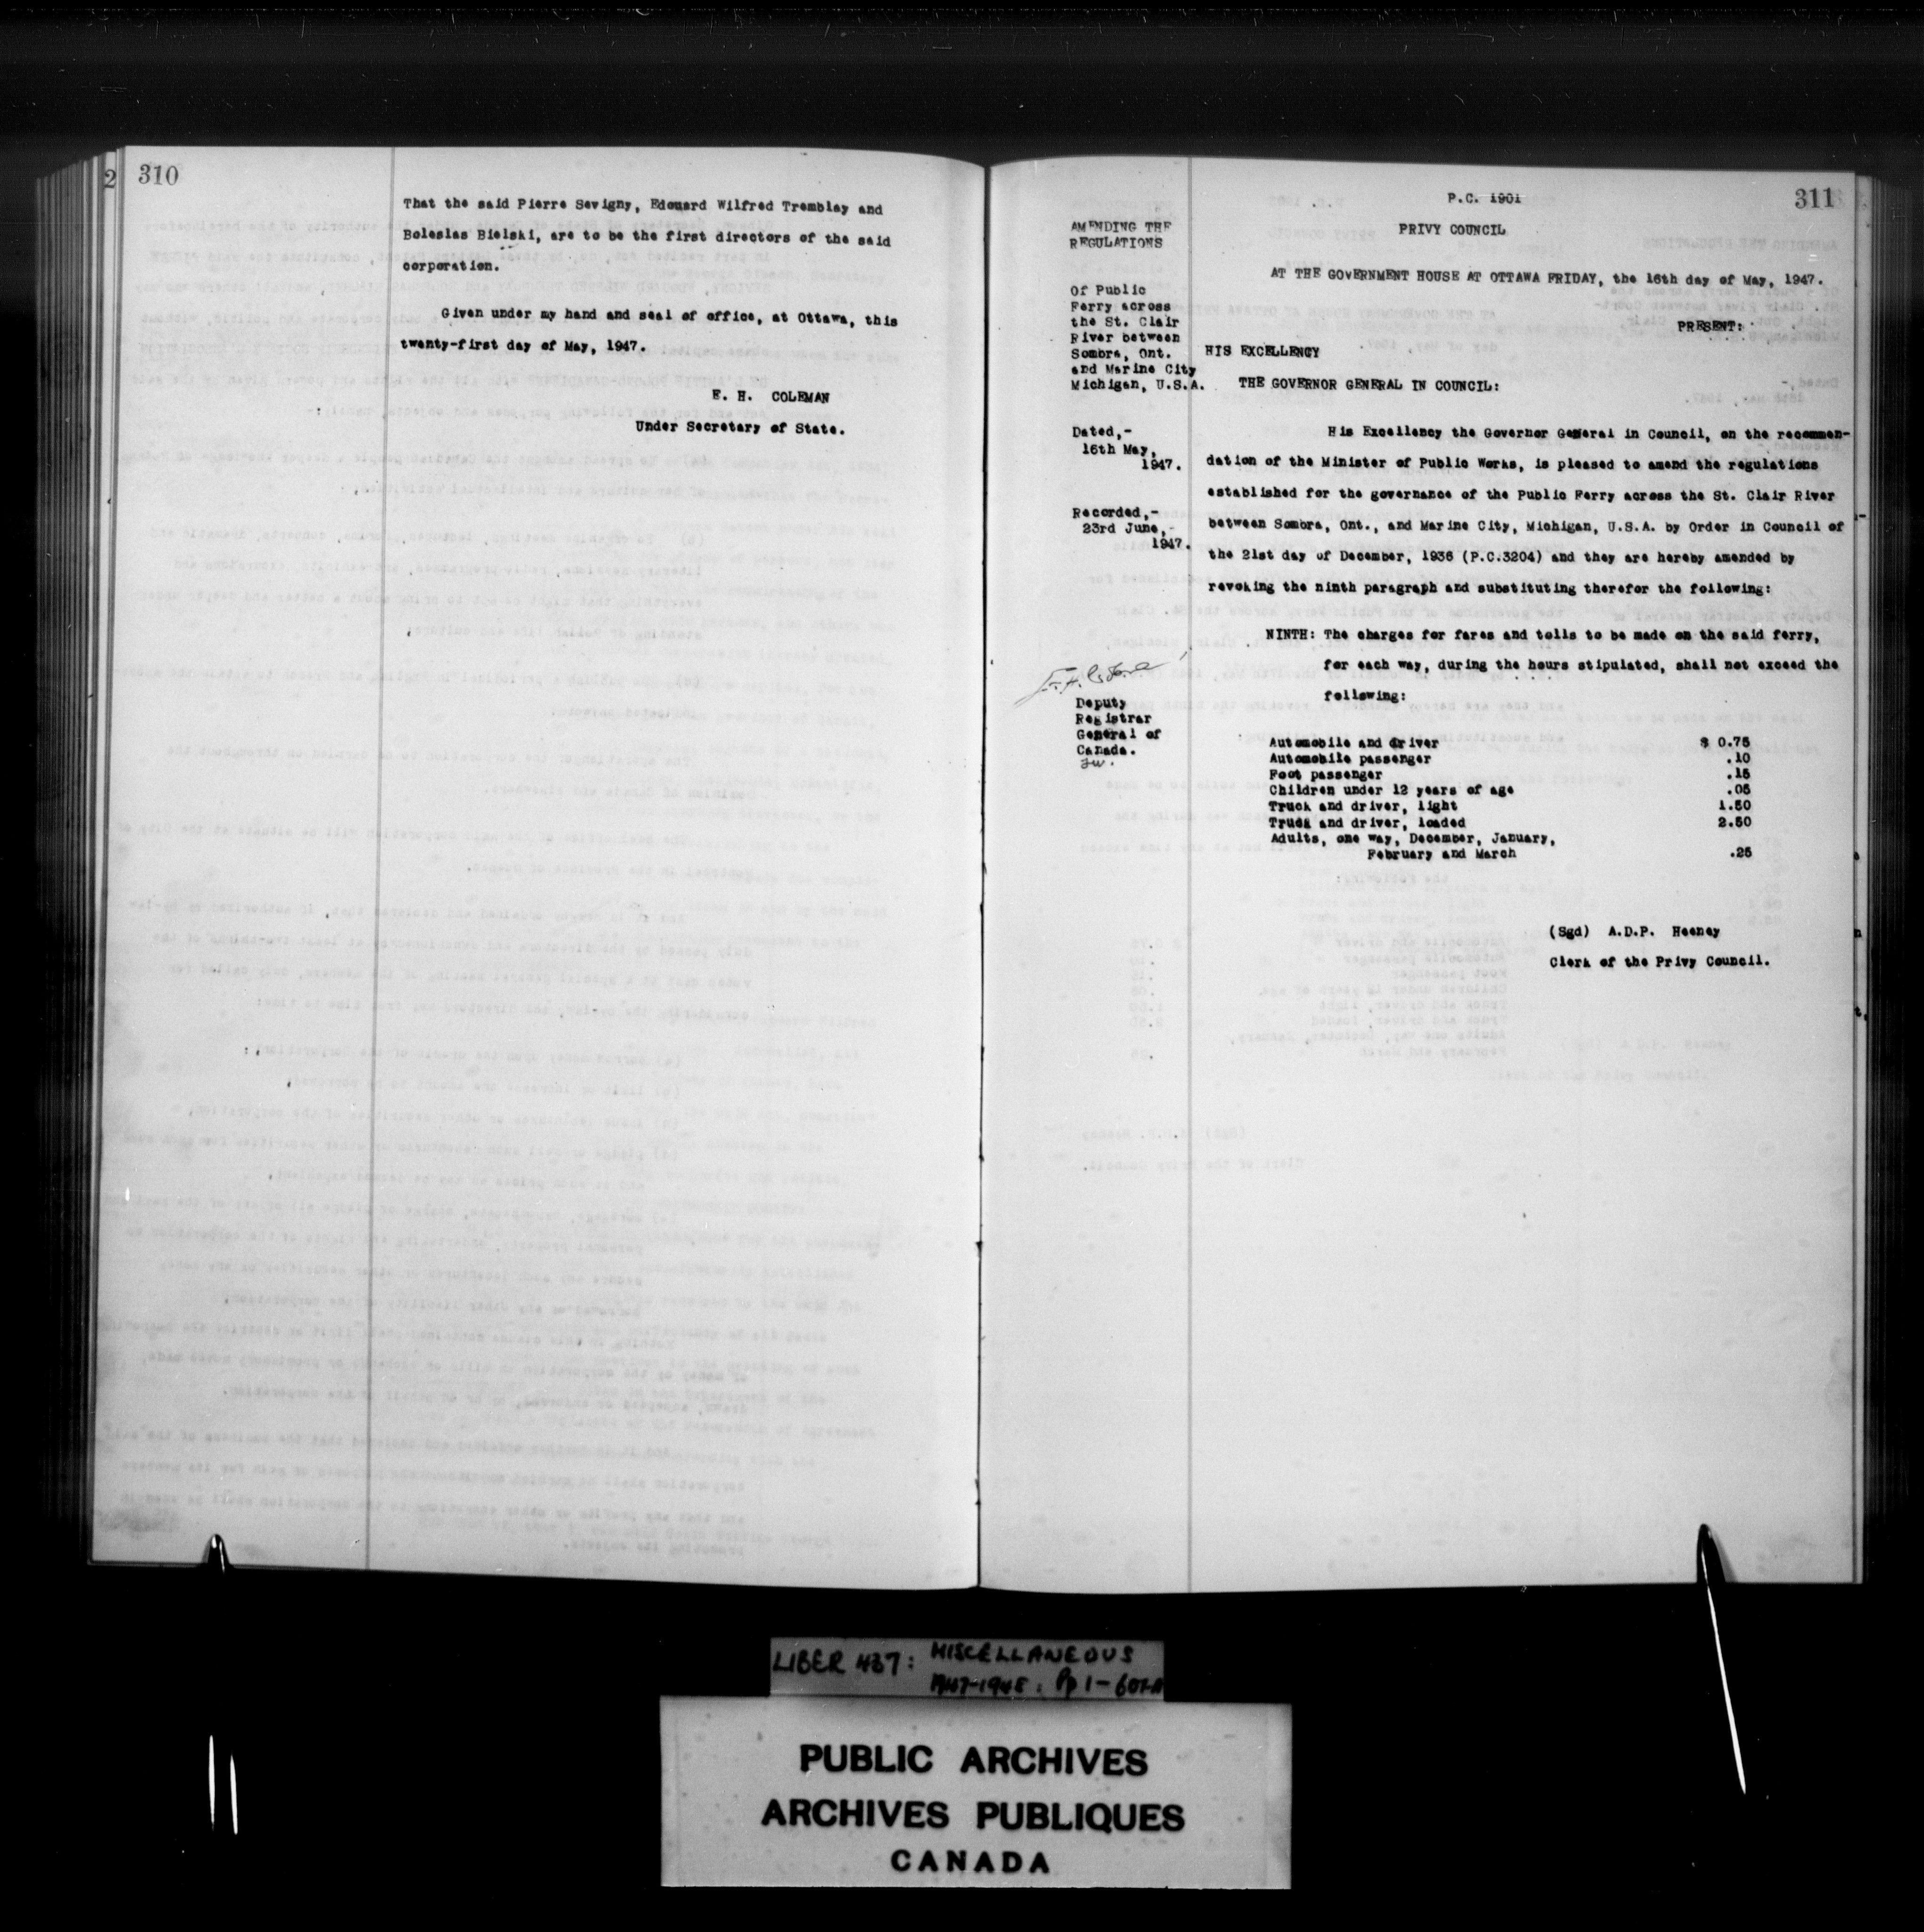 310
That the said Pierre Sevigny, Edouard Wilfred Tremblay and
Boleslas Bielski, are to be the first directors of the said
corporation.
Given under my hand and seal of office, at Ottawa, this
twenty-first day of May, 1947.
E. H. COLEMAN
Under Secretary of State.
2
311
P.C. 1901
PRIVY COUNCIL
AMENDING THE
REGULATIONS
Of Public
Ferry across
the St. Clair
River between
Sombra, Ont.
and Marine City
Michigan, U.S.A.
Dated,-
16th May,
1947.
Recorded,-
23rd June,
1947.
Deputy
Registrar
General of
Canada.
AT THE GOVERNMENT HOUSE AT OTTAWA FRIDAY, the 16th day of May, 1947.
PRESENT:
HIS EXCELLENCY
THE GOVERNOR GENERAL IN COUNCIL:
His Excellency the Governor General in Council, on the recommen-
dation of the Minister of Public Works, is pleased to amend the regulations
established for the governance of the Public Ferry across the St. Clair River
between Sombra, Ont., and Marine City, Michigan, U.S.A. by Order in Council of
the 21st day of December, 1936 (P.C.3204) and they are hereby amended by
revoking the ninth paragraph and substituting therefor the following:
NINTH: The charges for fares and tolls to be made on the said ferry,
for each way, during the hours stipulated, shall not exceed the
following:
Automobile and driver $ 0.75
Automobile passenger .10
Foot passenger .15
Children under 12 years of age .05
Truck and driver, light 1.50
Truck and driver, loaded 2.50
Adults, one way, December, January,
February and March .25
(Sgd) A.D.P. Heeney
Clerk of the Privy Council.
LIBER 437: MISCELLANEOUS
1947-1948: Pp 1-607A
PUBLIC ARCHIVES
ARCHIVES PUBLIQUES
CANADA